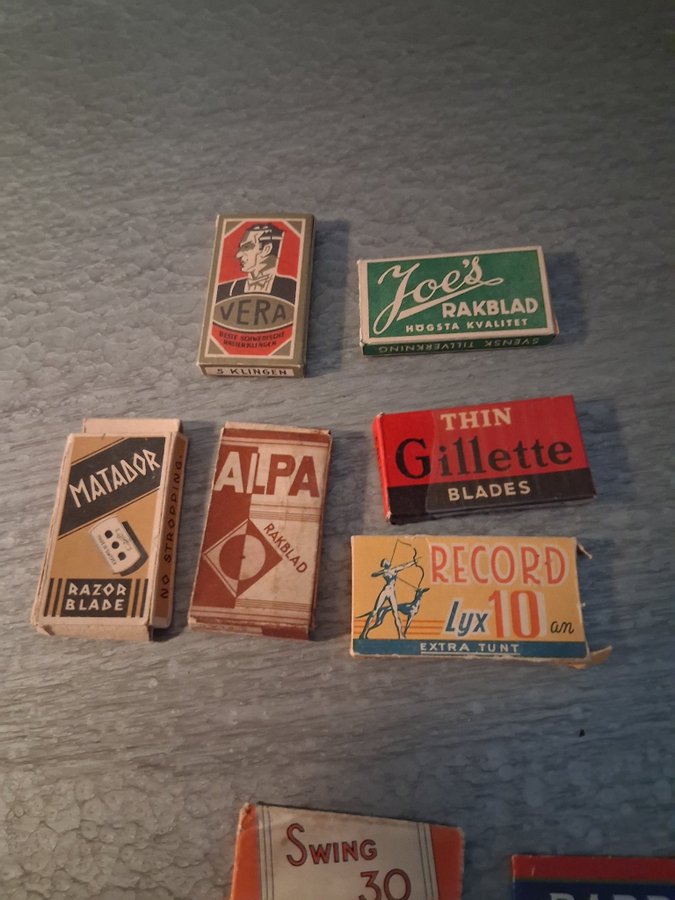 VERA
BESTE SCHWEDISCHE
RASIERKLINGEN
5 KLINGEN
Joe's
RAKBLAD
HÖGSTA KVALITET
SVENSK TILLVERKNING
MATADOR
RAZOR
BLADE
NO STROPPING.
ALPA
RAKBLAD
THIN
Gillette
BLADES
RECORD
Lyx 10 an
EXTRA TUNT
SWING
30